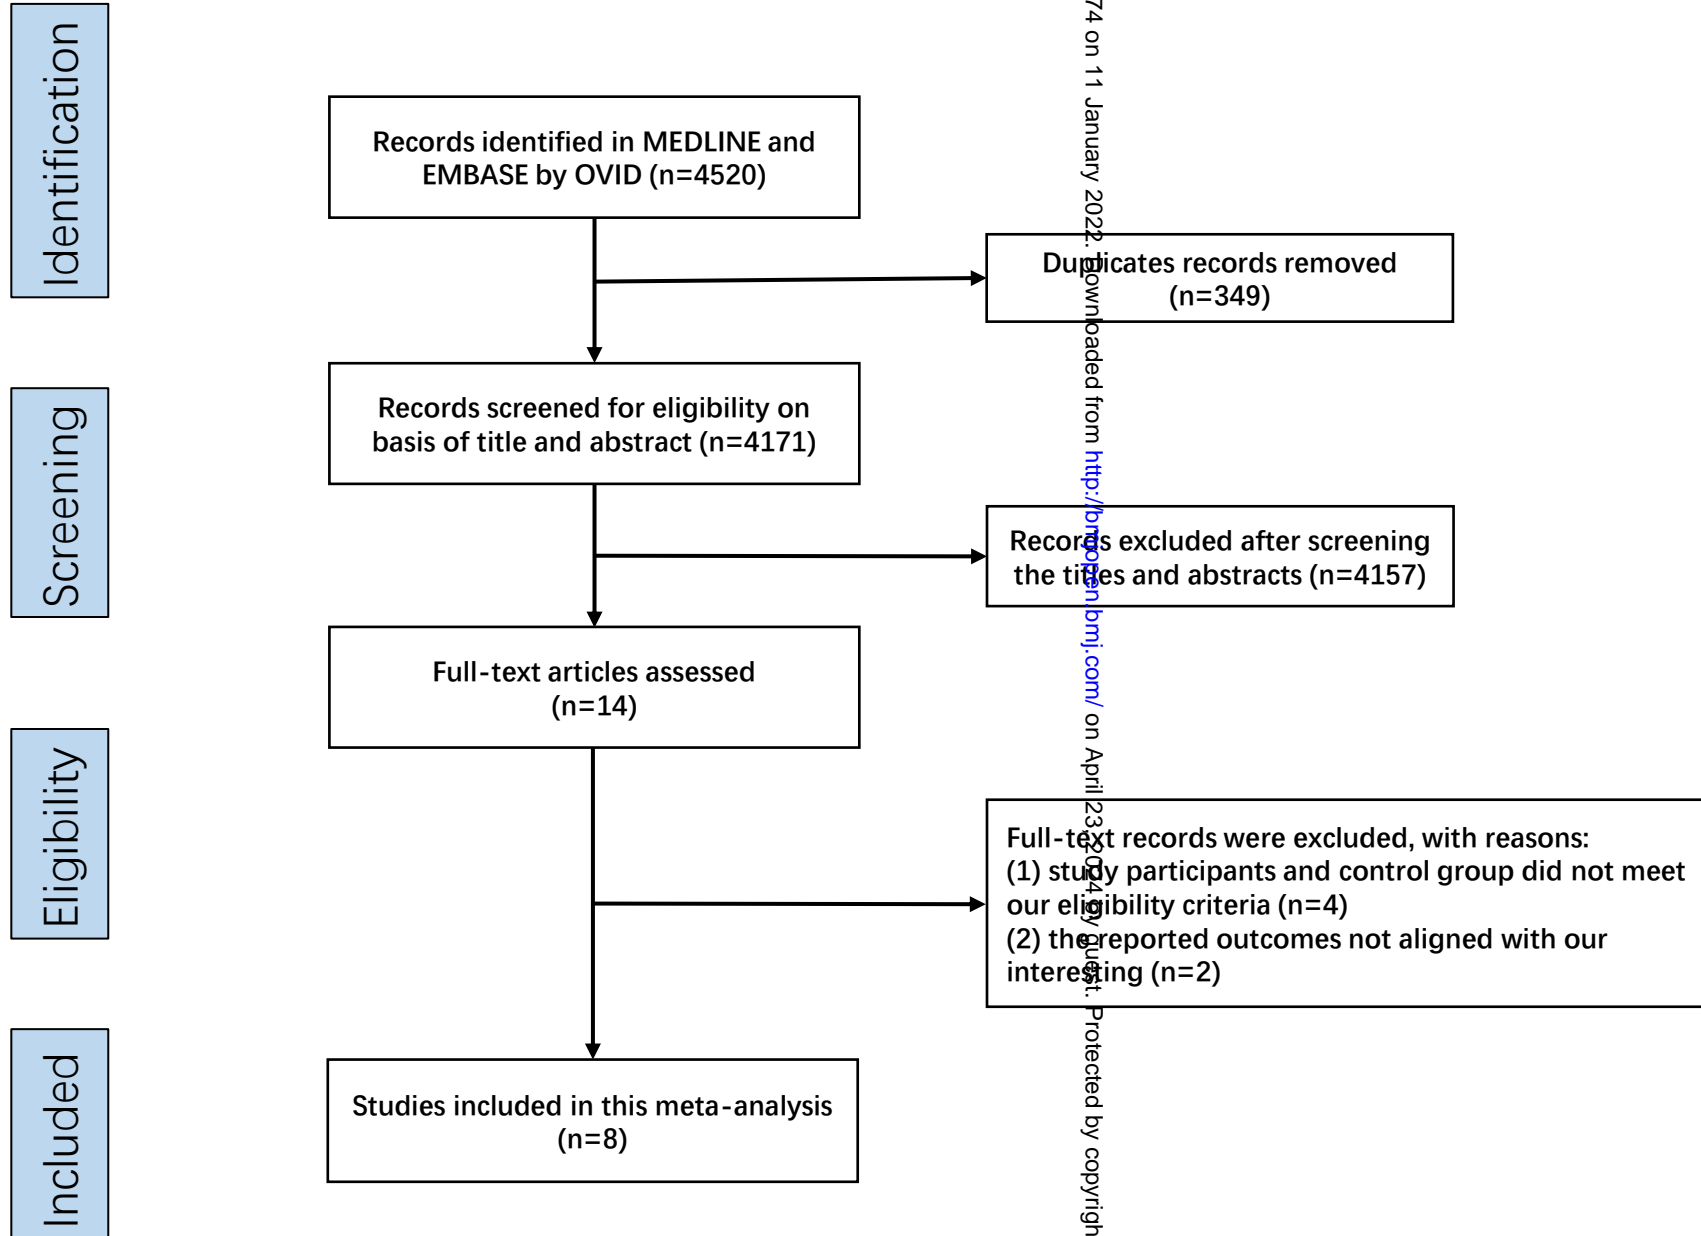 Identification
Records identified in MEDLINE and
EMBASE by OVID (n=4520)
Duplicates records removed
(n=349)
Screening
Records screened for eligibility on
basis of title and abstract (n=4171)
Records excluded after screening
the titles and abstracts (n=4157)
Full-text articles assessed
(n=14)
Eligibility
Full-text records were excluded, with reasons:
(1) study participants and control group did not meet
our eligibility criteria (n=4)
(2) the reported outcomes not aligned with our
interesting (n=2)
Included
Studies included in this meta-analysis
(n=8)
74 on 11 January 2022. Downloaded from http://bmjopen.bmj.com/ on April 23, 2024 by guest. Protected by copyrigh